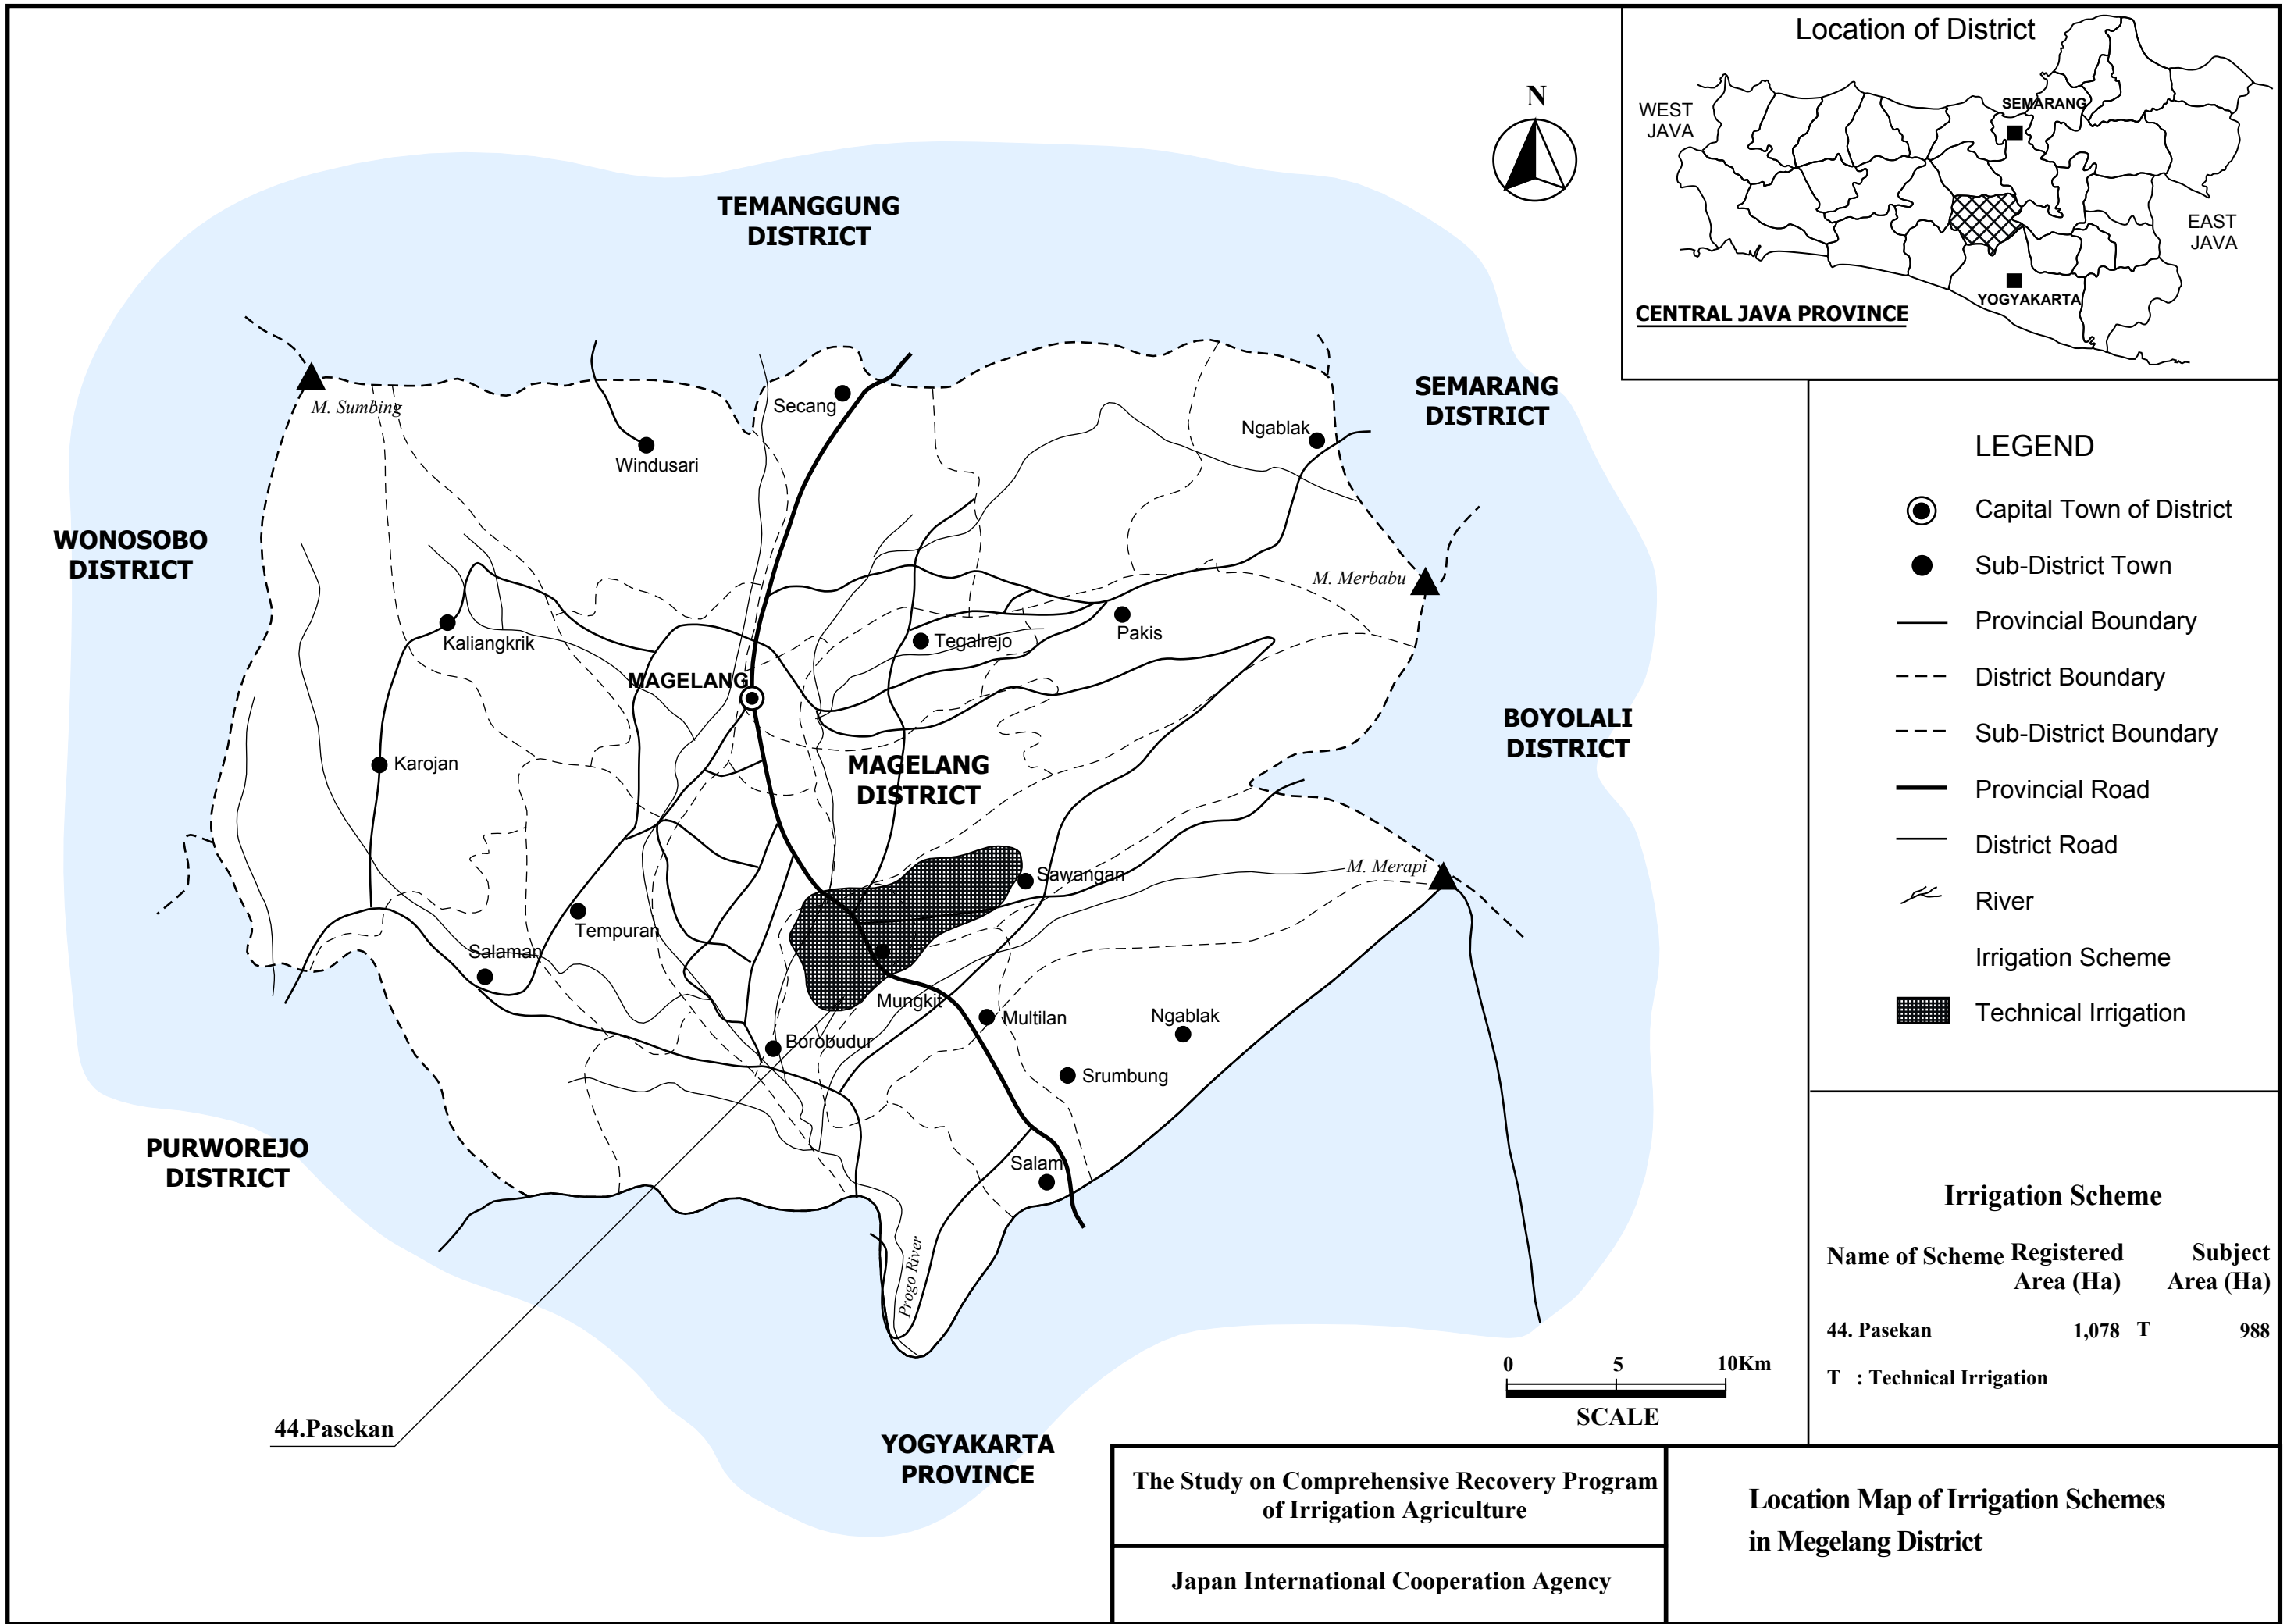 Location of District
WEST
JAVA
SEMARANG
EAST
JAVA
YOGYAKARTA
CENTRAL JAVA PROVINCE
N
TEMANGGUNG
DISTRICT
SEMARANG
DISTRICT
WONOSOBO
DISTRICT
BOYOLALI
DISTRICT
MAGELANG
DISTRICT
PURWOREJO
DISTRICT
YOGYAKARTA
PROVINCE
M. Sumbing
Secang
Windusari
Ngablak
M. Merbabu
Kaliangkrik
Tegalrejo
Pakis
MAGELANG
Karojan
Sawangan
M. Merapi
Tempuran
Salaman
Mungkit
Multilan
Ngablak
Borobudur
Srumbung
Salam
Progo River
44.Pasekan
LEGEND
Capital Town of District
Sub-District Town
Provincial Boundary
District Boundary
Sub-District Boundary
Provincial Road
District Road
River
Irrigation Scheme
Technical Irrigation
Irrigation Scheme
Name of Scheme Registered Subject
Area (Ha) Area (Ha)
44. Pasekan 1,078 T 988
T : Technical Irrigation
0 5 10Km
SCALE
The Study on Comprehensive Recovery Program
of Irrigation Agriculture
Japan International Cooperation Agency
Location Map of Irrigation Schemes
in Megelang District